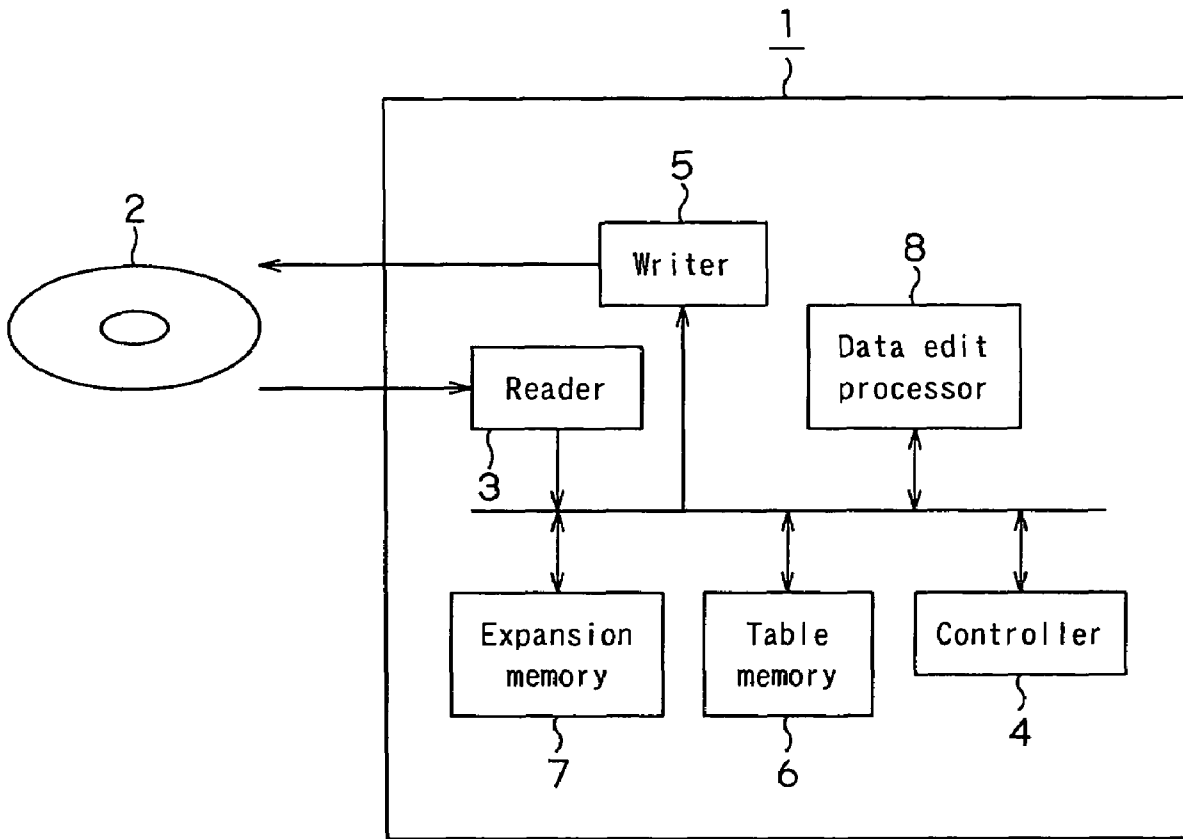 1
5
2
Writer
8
Data edit
processor
Reader
3
Expansion
memory
Table
memory
Controller
4
7
6